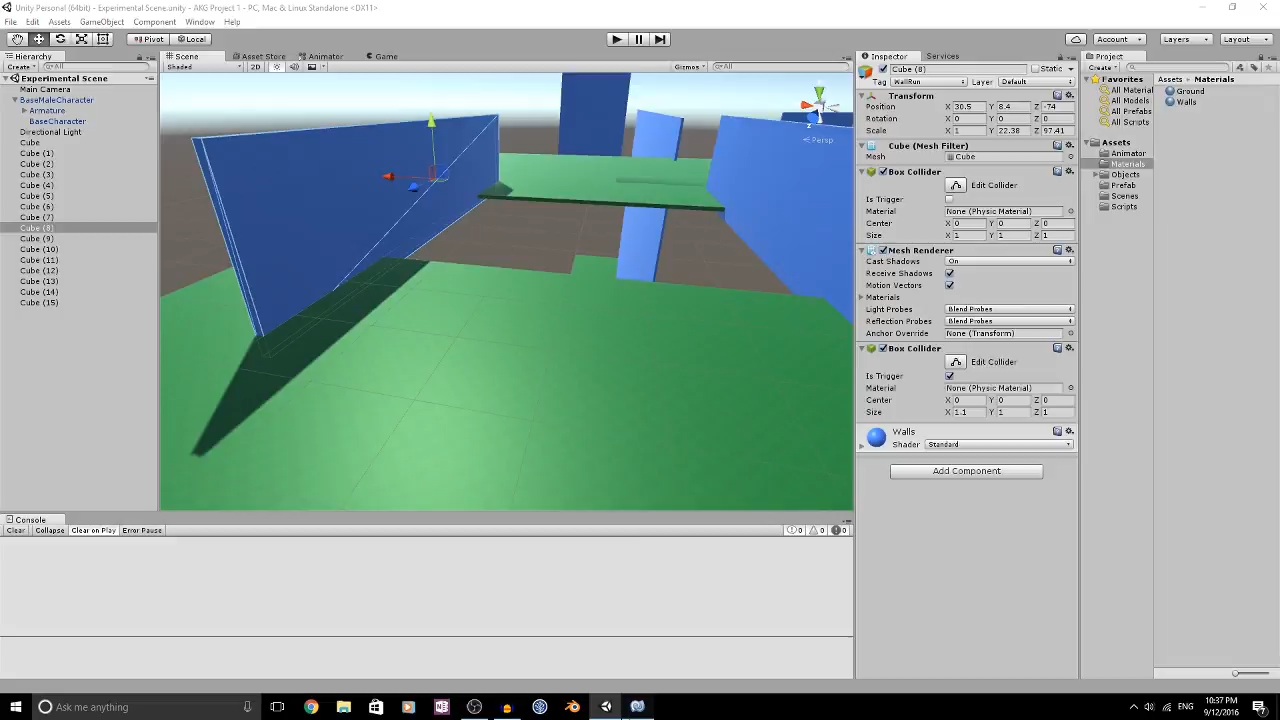 Unity Personal (64bit) - Experimental Scene.unity - AKG Project 1 - PC, Mac & Linux Standalone <DX11>
File Edit Assets GameObject Component Window Help
Pivot Local Account Layers Layout
Hierarchy
Create All
Experimental Scene
Main Camera
BaseMaleCharacter
Armature
BaseCharacter
Directional Light
Cube
Cube (1)
Cube (2)
Cube (3)
Cube (4)
Cube (5)
Cube (6)
Cube (7)
Cube (8)
Cube (9)
Cube (10)
Cube (11)
Cube (12)
Cube (13)
Cube (14)
Cube (15)
Scene Asset Store Animator Game
Shaded 2D Gizmos All
Persp
Console
Clear Collapse Clear on Play Error Pause 0 0 0
Inspector Services
Cube (8) Static
Tag WallRun Layer Default
Transform
Position X 30.5 Y 8.4 Z -74
Rotation X 0 Y 0 Z 0
Scale X 1 Y 22.38 Z 97.41
Cube (Mesh Filter)
Mesh Cube
Box Collider
Edit Collider
Is Trigger
Material None (Physic Material)
Center X 0 Y 0 Z 0
Size X 1 Y 1 Z 1
Mesh Renderer
Cast Shadows On
Receive Shadows
Motion Vectors
Materials
Light Probes Blend Probes
Reflection Probes Blend Probes
Anchor Override None (Transform)
Box Collider
Edit Collider
Is Trigger
Material None (Physic Material)
Center X 0 Y 0 Z 0
Size X 1.1 Y 1 Z 1
Walls
Shader Standard
Add Component
Project
Create
Favorites
All Material
All Models
All Prefabs
All Scripts
Assets
Animator
Materials
Objects
Prefab
Scenes
Scripts
Assets Materials
Ground
Walls
Ask me anything
ENG 10:37 PM
9/12/2016